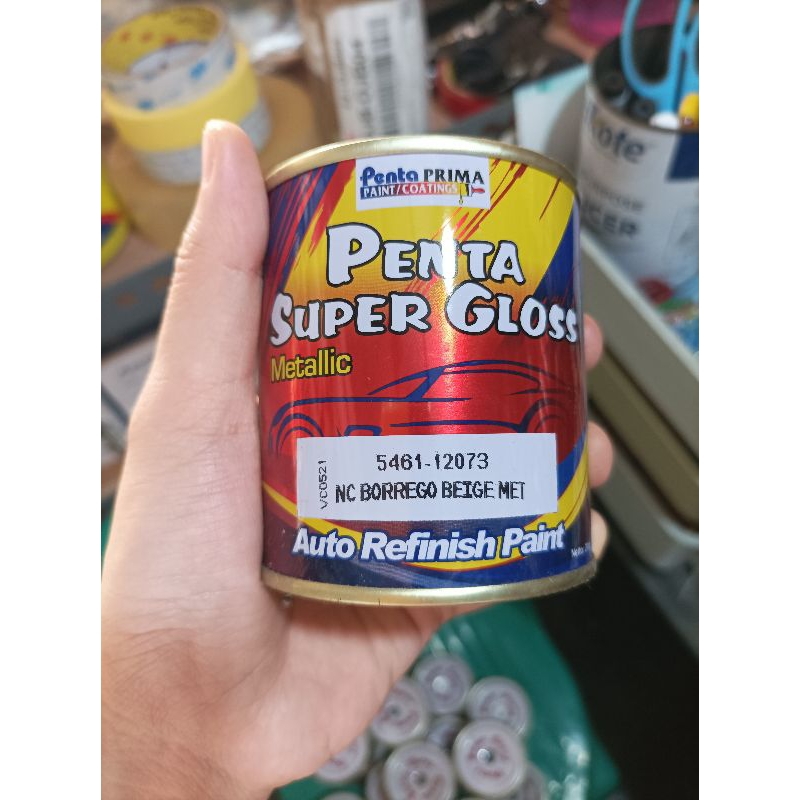 Penta PRIMA
PAINT/COATINGS
PENTA
SUPER GLOSS
Metallic
5461-12073
VC0521
NC BORREGO BEIGE MET
Auto Refinish Paint